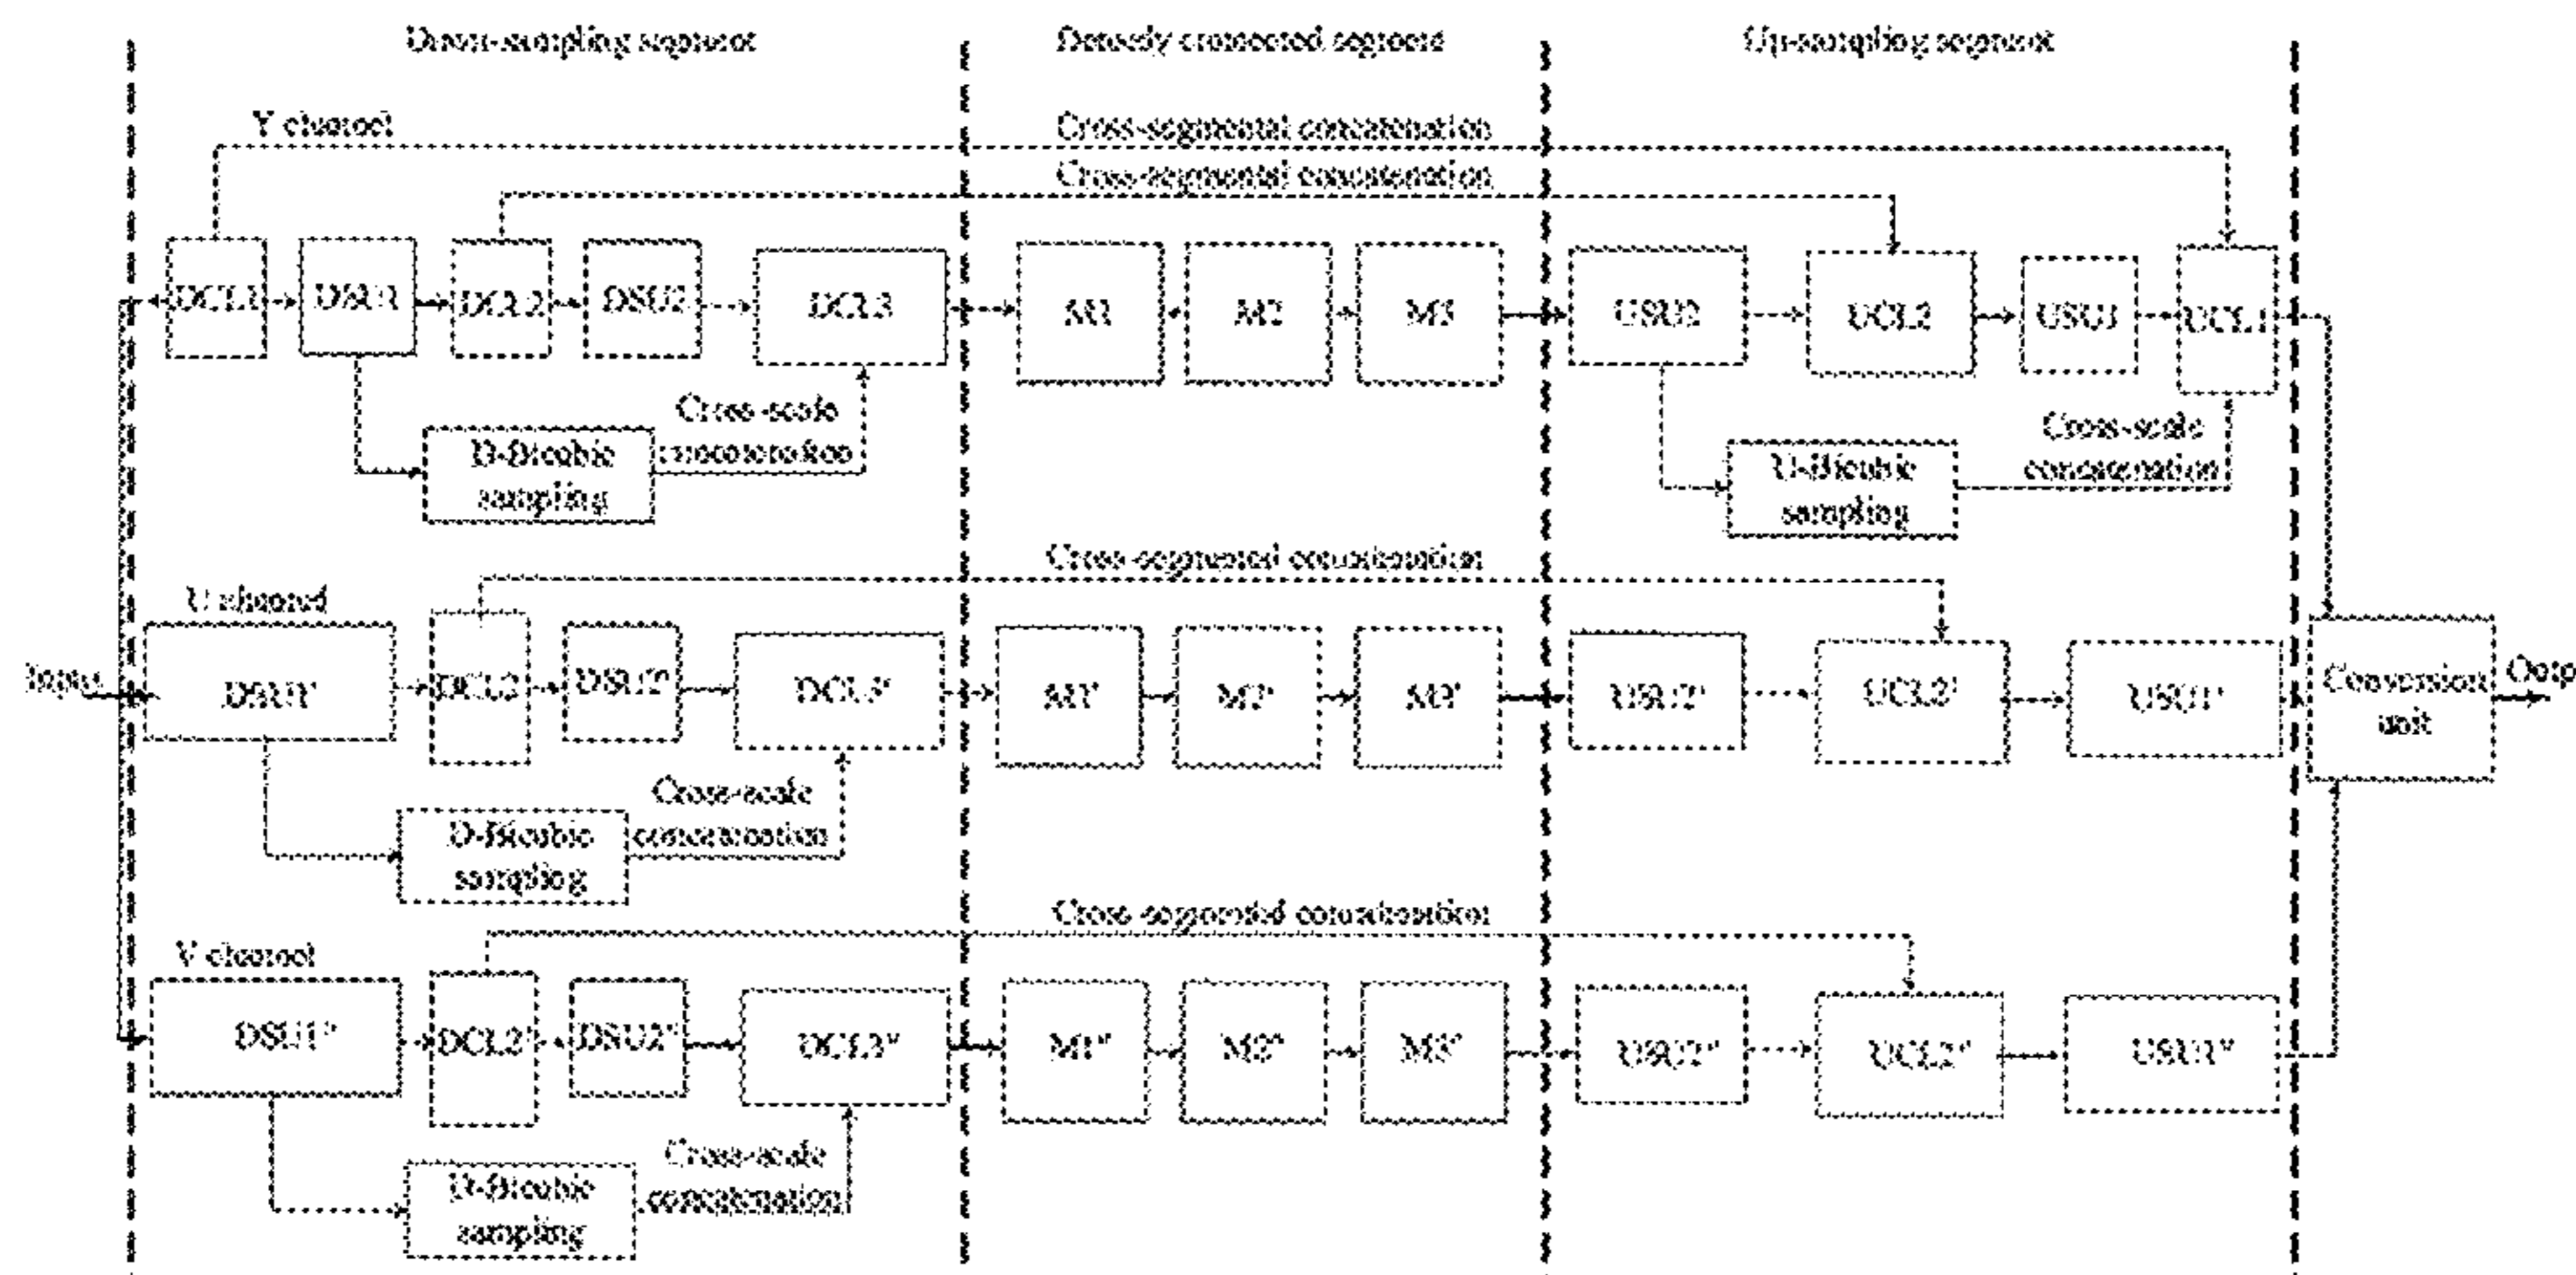 Down-sampling segment
Densely connected segment
Up-sampling segment
Y channel
Cross-segmental concatenation
Cross-segmental concatenation
DCL1
DSU1
DCL2
DSU2
DCL3
M1
M2
M3
USU2
UCL2
USU1
UCL1
Cross-scale
concatenation
D-Bicubic
sampling
Cross-scale
concatenation
U-Bicubic
sampling
Cross-segmental concatenation
U channel
Input
DSU1'
DCL2'
DSU2'
DCL3'
M1'
M2'
M3'
USU2'
UCL2'
USU1'
Conversion
unit
Outp
Cross-scale
concatenation
D-Bicubic
sampling
Cross-segmental concatenation
V channel
DSU1"
DCL2"
DSU2"
DCL3"
M1"
M2"
M3"
USU2"
UCL2"
USU1"
Cross-scale
concatenation
D-Bicubic
sampling